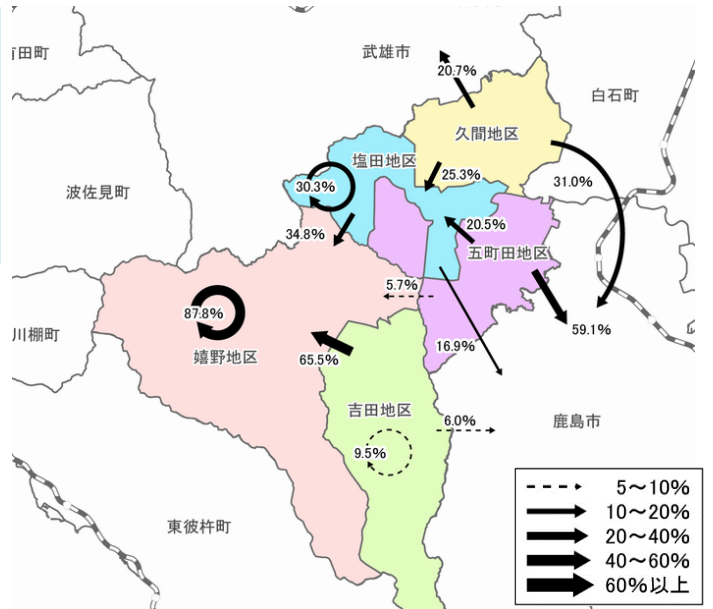 武雄市
有田町
20.7%
白石町
久間地区
塩田地区
25.3%
31.0%
30.3%
波佐見町
34.8%
20.5%
五町田地区
5.7%
87.8%
59.1%
川棚町
16.9%
65.5%
嬉野地区
吉田地区
6.0%
鹿島市
9.5%
東彼杵町
5～10%
10～20%
20～40%
40～60%
60%以上